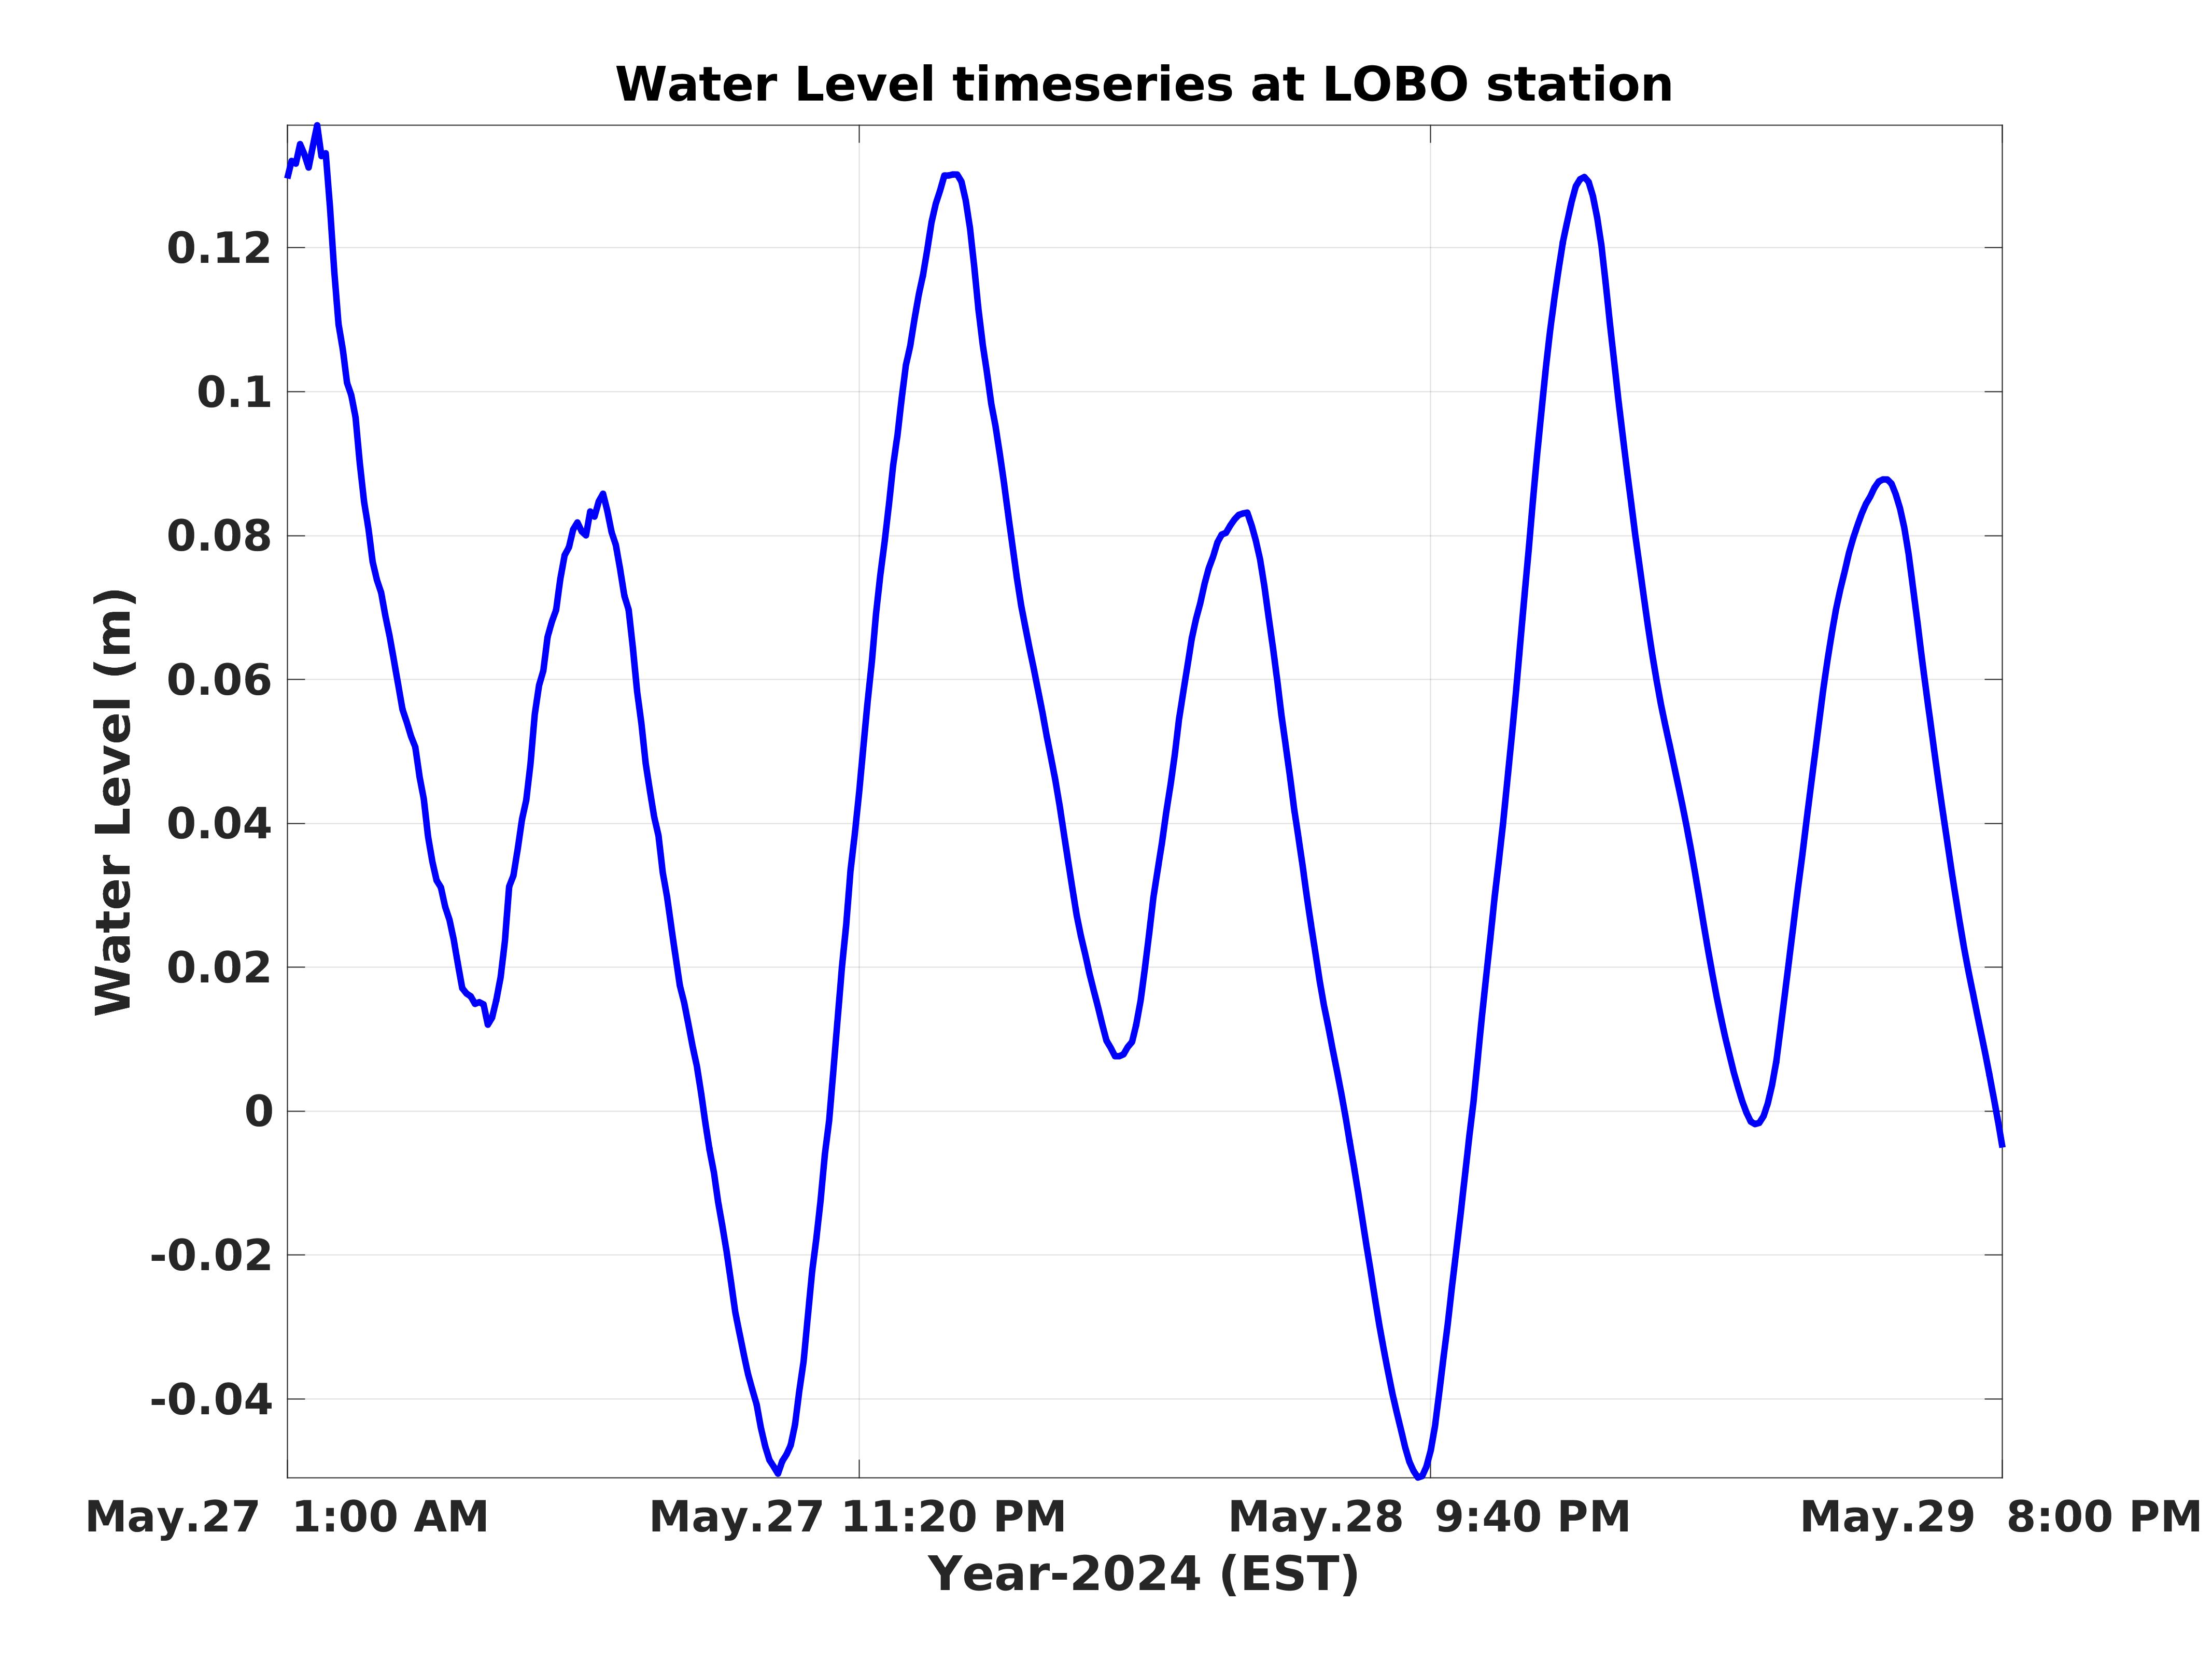 Water Level timeseries at LOBO station
0.12
0.1
0.08
0.06
0.04
0.02
0
-0.02
-0.04
Water Level (m)
May.27  1:00 AM
May.27 11:20 PM
May.28  9:40 PM
May.29  8:00 PM
Year-2024 (EST)